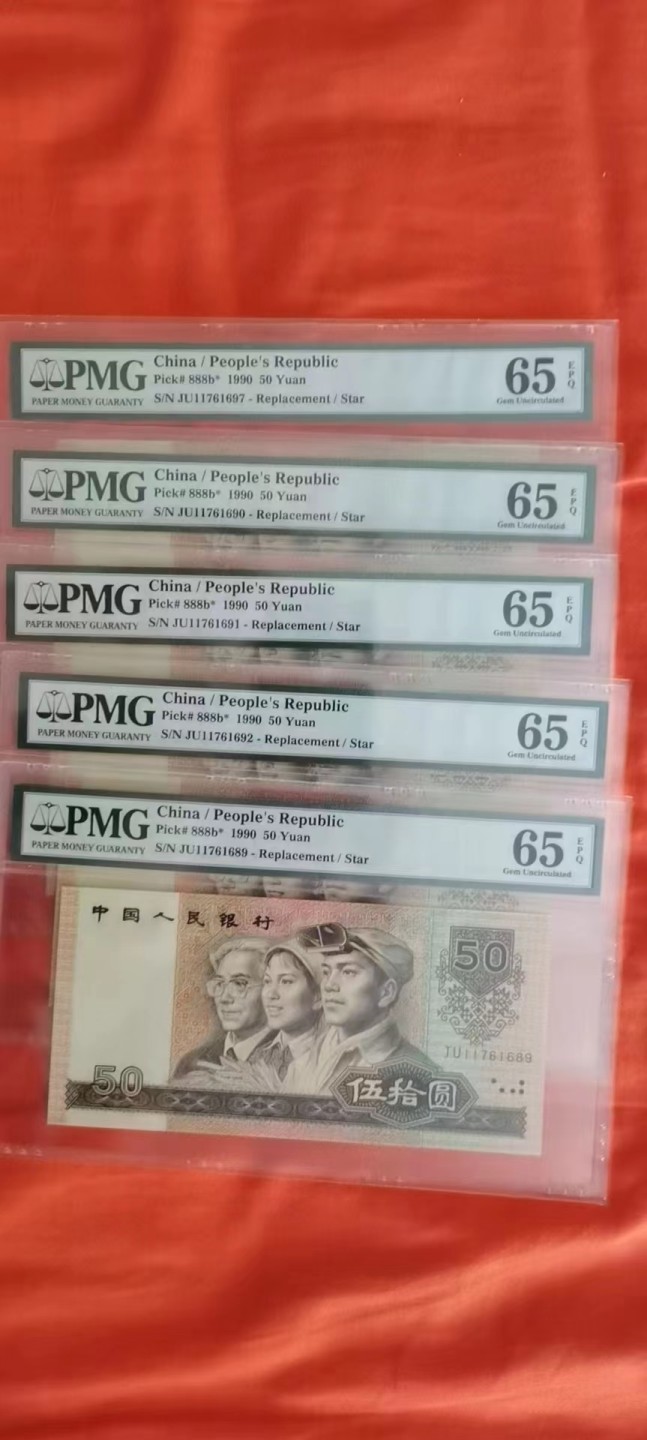 PMG
PAPER MONEY GUARANTY
China / People's Republic
Pick# 888b* 1990 50 Yuan
S/N JU11761697 - Replacement / Star
65 EPQ
Gem Uncirculated
PMG
PAPER MONEY GUARANTY
China / People's Republic
Pick# 888b* 1990 50 Yuan
S/N JU11761690 - Replacement / Star
65 EPQ
Gem Uncirculated
PMG
PAPER MONEY GUARANTY
China / People's Republic
Pick# 888b* 1990 50 Yuan
S/N JU11761691 - Replacement / Star
65 EPQ
Gem Uncirculated
PMG
PAPER MONEY GUARANTY
China / People's Republic
Pick# 888b* 1990 50 Yuan
S/N JU11761692 - Replacement / Star
65 EPQ
Gem Uncirculated
PMG
PAPER MONEY GUARANTY
China / People's Republic
Pick# 888b* 1990 50 Yuan
S/N JU11761689 - Replacement / Star
65 EPQ
Gem Uncirculated
中国人民银行
50
JU11761689
50
伍拾圆